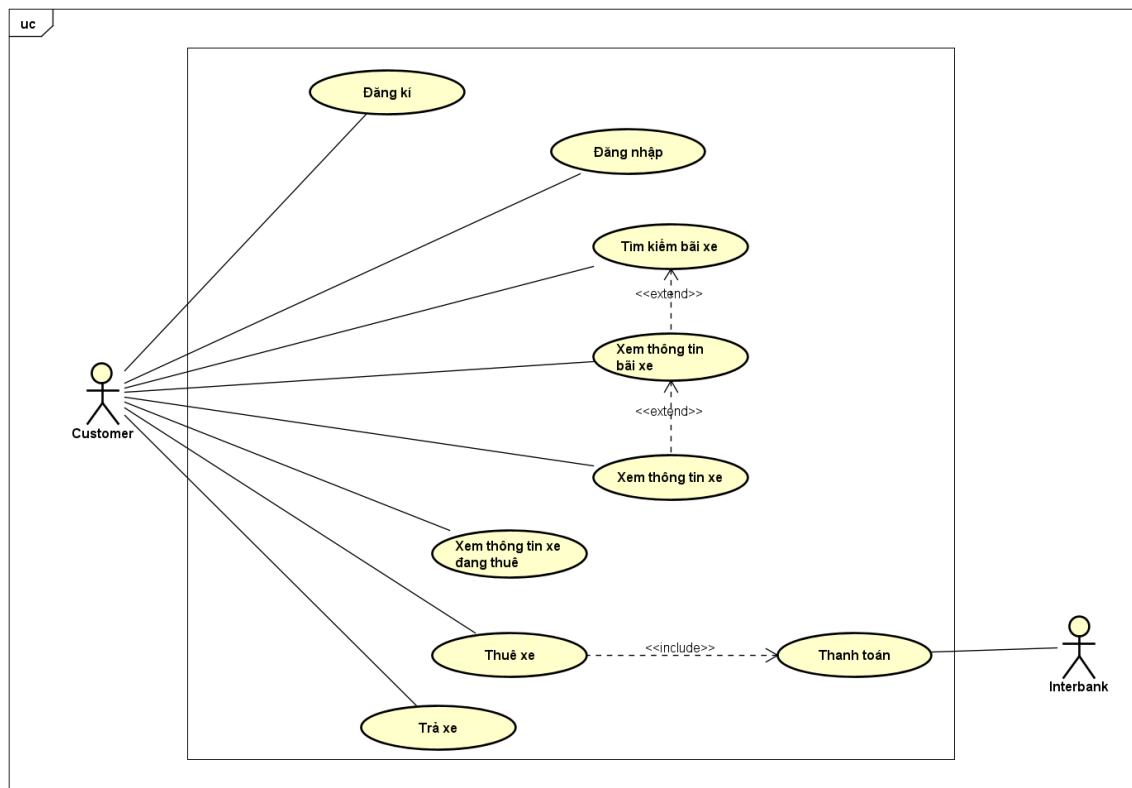 uc
Đăng kí
Đăng nhập
Tìm kiếm bãi xe
<<extend>>
Xem thông tin
bãi xe
<<extend>>
Xem thông tin xe
Customer
Xem thông tin xe
đang thuê
Thuê xe
<<include>>
Thanh toán
Interbank
Trả xe